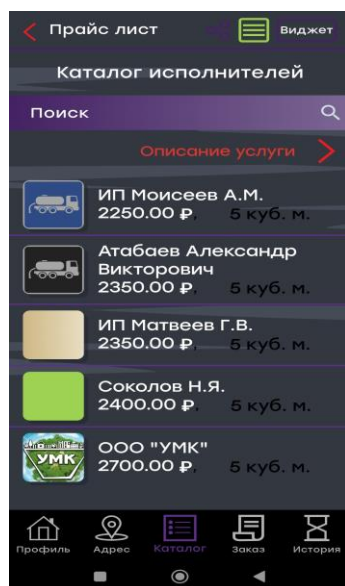 Прайс лист
Виджет
Каталог исполнителей
Поиск
Описание услуги
ИП Моисеев А.М.
2250.00 ₽, 5 куб. м.
Атабаев Александр
Викторович
2350.00 ₽, 5 куб. м.
ИП Матвеев Г.В.
2350.00 ₽, 5 куб. м.
Соколов Н.Я.
2400.00 ₽, 5 куб. м.
УМК
ООО "УМК"
2700.00 ₽, 5 куб. м.
Профиль Адрес Каталог Заказ История